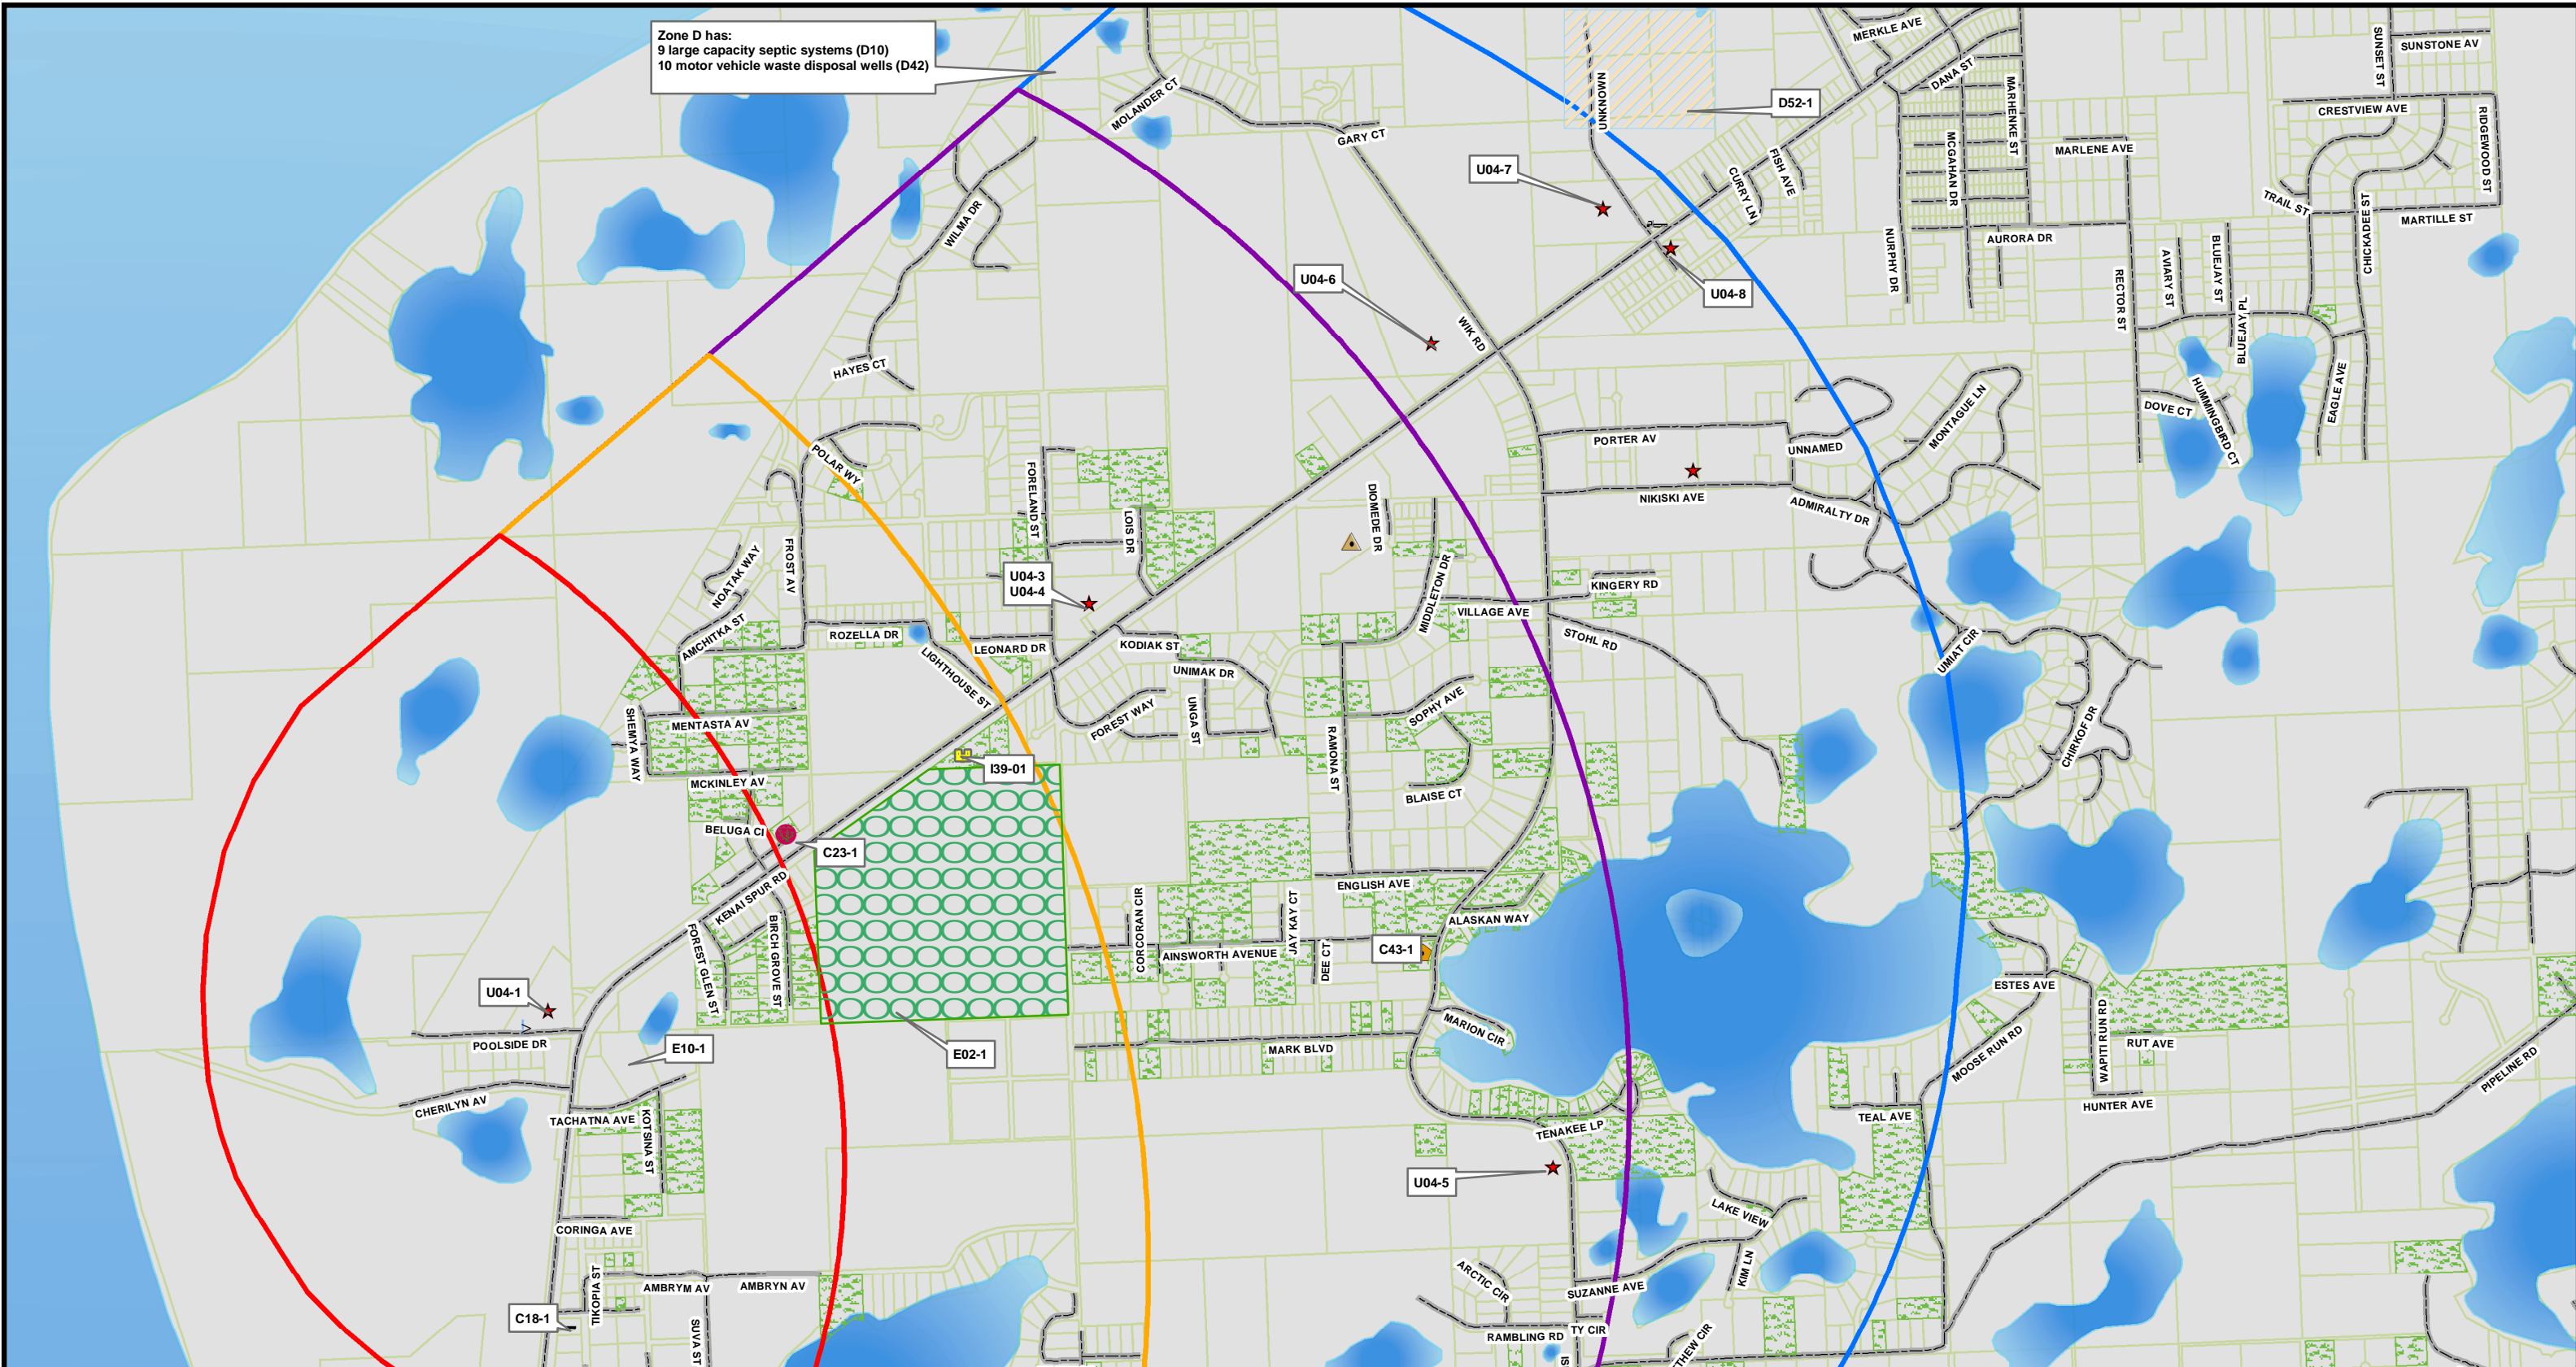 Zone D has:
9 large capacity septic systems (D10)
10 motor vehicle waste disposal wells (D42)
MERKLE AVE
SUNSET ST
SUNSTONE AV
DANA ST
MARHENKE ST
UNKNOWN
D52-1
MOLANDER CT
CRESTVIEW AVE
RIDGEWOOD ST
GARY CT
MCGAHAN DR
MARLENE AVE
FISH AVE
CURRY LN
U04-7
TRAIL ST
CHICKADEE ST
MARTILLE ST
WILMA DR
NURPHY DR
AURORA DR
AVIARY ST
BLUEJAY ST
RECTOR ST
U04-6
U04-8
BLUEJAY PL
WIK RD
HAYES CT
EAGLE AVE
HUMMINGBIRD CT
DOVE CT
MONTAGUE LN
PORTER AV
UNNAMED
POLAR WY
FORELAND ST
LOIS DR
DIOMEDE DR
NIKISKI AVE
ADMIRALTY DR
NOATAK WAY
FROST AV
U04-3
U04-4
MIDDLETON DR
KINGERY RD
VILLAGE AVE
AMCHITKA ST
ROZELLA DR
LEONARD DR
KODIAK ST
STOHL RD
UMIAT CIR
LIGHTHOUSE ST
UNIMAK DR
SHEMYA WAY
MENTASTA AV
FOREST WAY
UNGA ST
SOPHY AVE
RAMONA ST
CHIRKOF DR
I39-01
MCKINLEY AV
BLAISE CT
BELUGA CI
C23-1
KENAI SPUR RD
ENGLISH AVE
CORCORAN CIR
JAY KAY CT
ALASKAN WAY
BIRCH GROVE ST
FOREST GLEN ST
AINSWORTH AVENUE
DEE CT
C43-1
U04-1
ESTES AVE
POOLSIDE DR
E10-1
E02-1
MARK BLVD
MARION CIR
WAPITI RUN RD
RUT AVE
MOOSE RUN RD
PIPELINE RD
CHERILYN AV
TACHATNA AVE
KOTSINA ST
TENAKEE LP
TEAL AVE
HUNTER AVE
U04-5
LAKE VIEW
CORINGA AVE
ARCTIC CIR
KIM LN
TIKOPIA ST
AMBRYM AV
AMBRYN AV
SUZANNE AVE
C18-1
SUVA ST
RAMBLING RD
TY CIR
THEW CIR